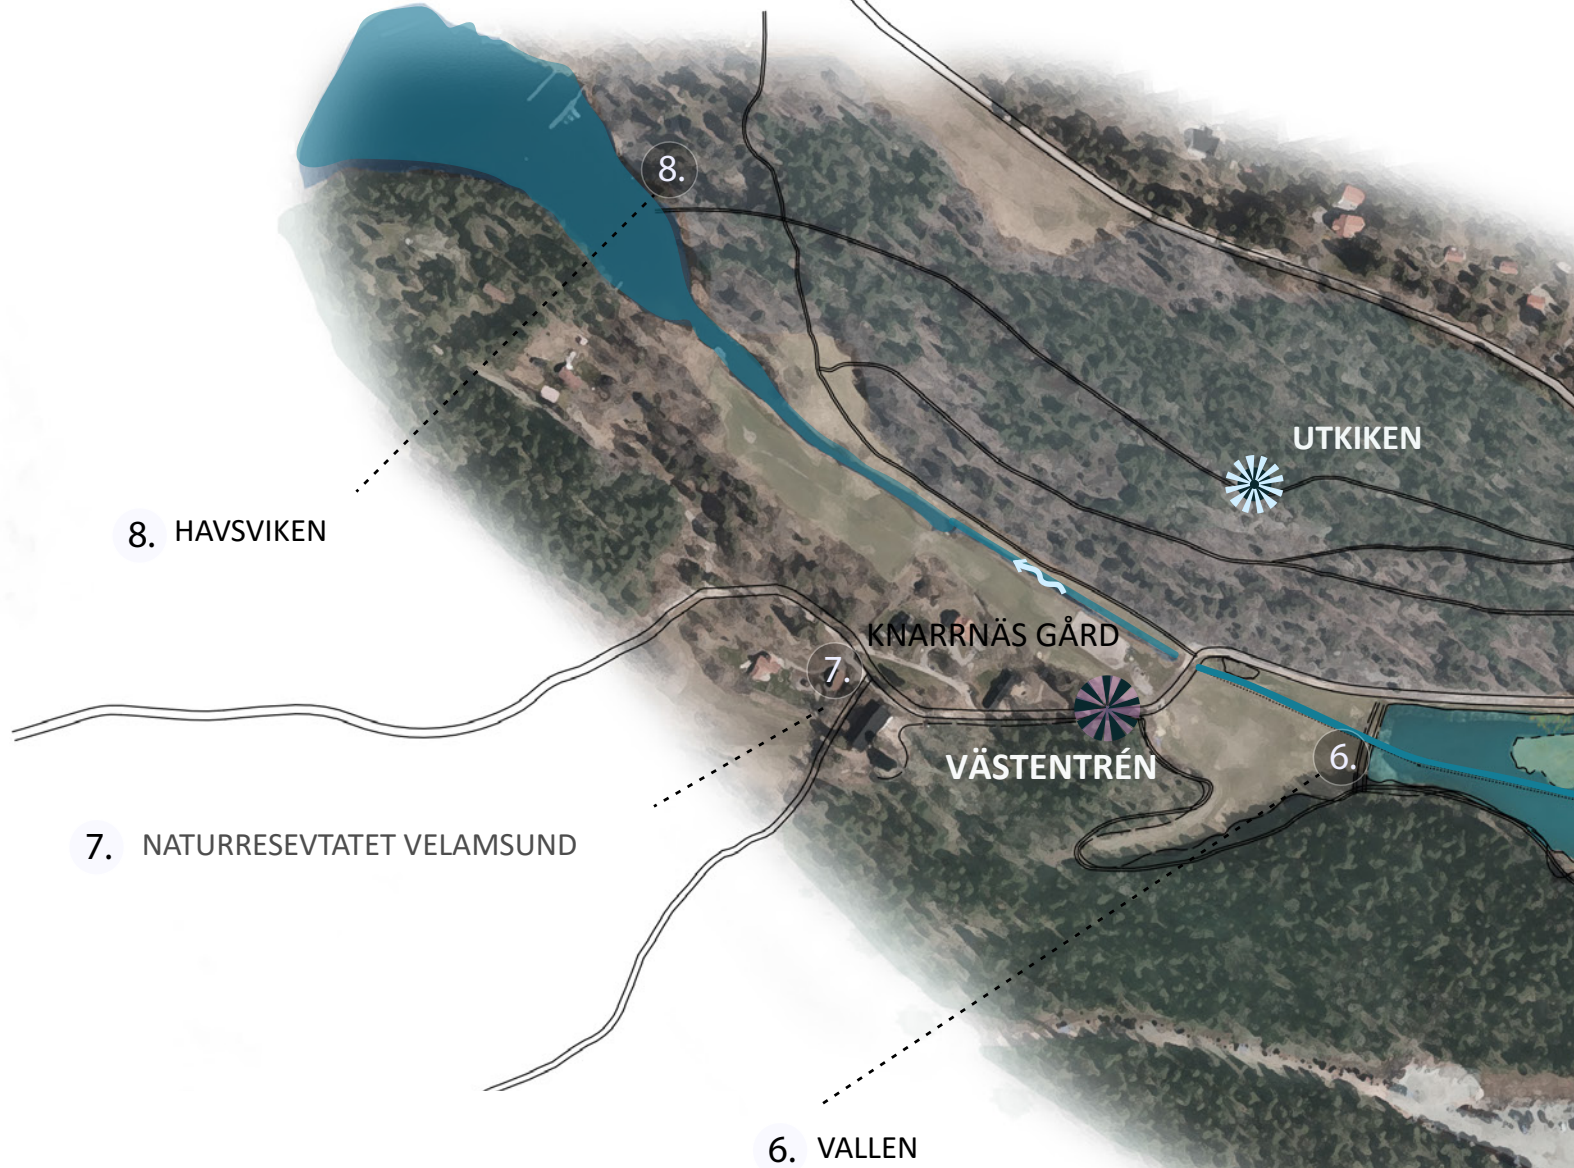 8.
UTKIKEN
8. HAVSVIKEN
KNARRNÄS GÅRD
7.
6.
VÄSTENTRÉN
7. NATURRESEVTATET VELAMSUND
6. VALLEN